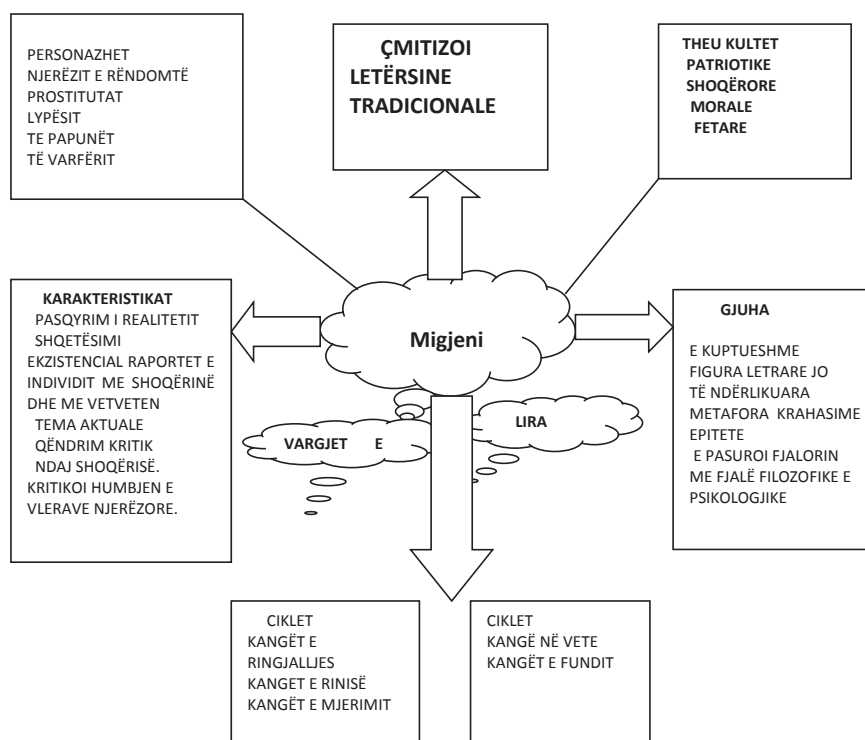 PERSONAZHET
NJERËZIT E RËNDOMTË
PROSTITUTAT
LYPËSIT
TE PAPUNËT
TË VARFËRIT
ÇMITIZOI
LETËRSINE
TRADICIONALE
THEU KULTET
PATRIOTIKE
SHOQËRORE
MORALE
FETARE
KARAKTERISTIKAT
PASQYRIM I REALITETIT
SHQETËSIMI
EKZISTENCIAL RAPORTET E
INDIVIDIT ME SHOQËRINË
DHE ME VETVETEN
TEMA AKTUALE
QËNDRIM KRITIK
NDAJ SHOQËRISË.
KRITIKOI HUMBJEN E
VLERAVE NJERËZORE.
Migjeni
GJUHA
E KUPTUESHME
FIGURA LETRARE JO
TË NDËRLIKUARA
METAFORA KRAHASIME
EPITETE
E PASUROI FJALORIN
ME FJALË FILOZOFIKE E
PSIKOLOGJIKE
VARGJET E
LIRA
CIKLET
KANGËT E
RINGJALLJES
KANGET E RINISË
KANGËT E MJERIMIT
CIKLET
KANGË NË VETE
KANGËT E FUNDIT